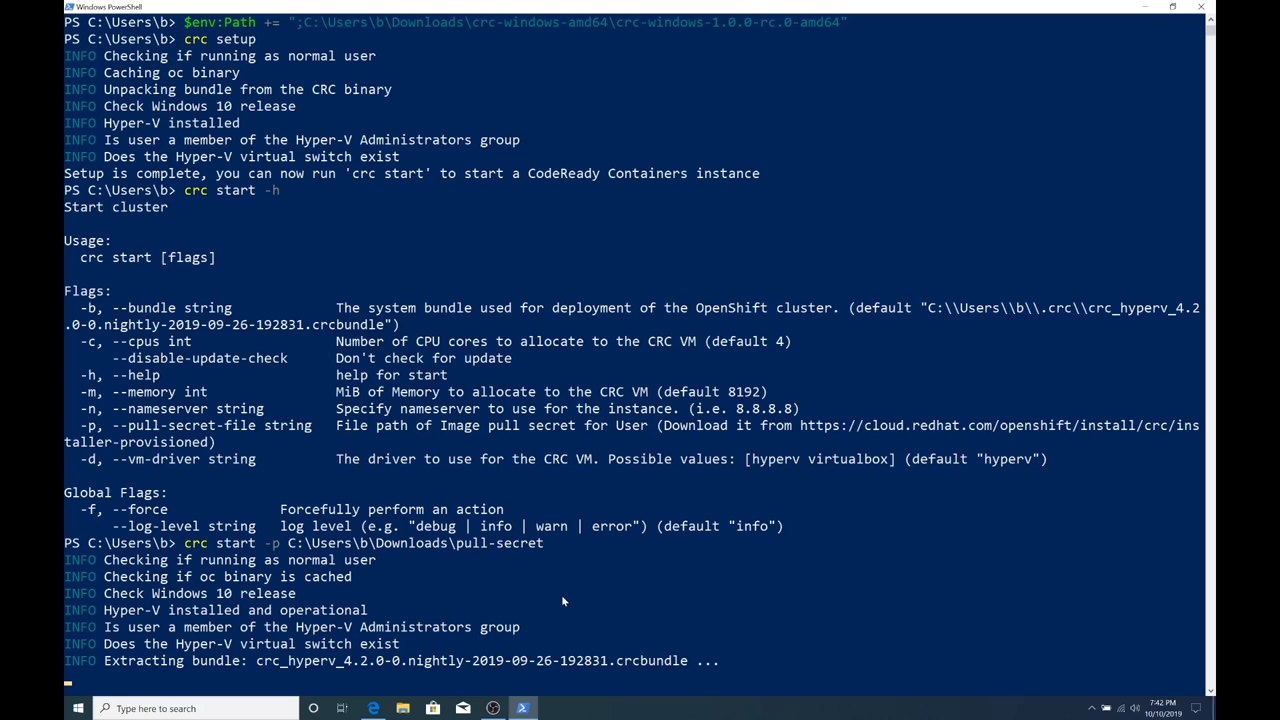 Windows PowerShell
PS C:\Users\b> $env:Path += ";C:\Users\b\Downloads\crc-windows-amd64\crc-windows-1.0.0-rc.0-amd64"
PS C:\Users\b> crc setup
INFO Checking if running as normal user
INFO Caching oc binary
INFO Unpacking bundle from the CRC binary
INFO Check Windows 10 release
INFO Hyper-V installed
INFO Is user a member of the Hyper-V Administrators group
INFO Does the Hyper-V virtual switch exist
Setup is complete, you can now run 'crc start' to start a CodeReady Containers instance
PS C:\Users\b> crc start -h
Start cluster
Usage:
crc start [flags]
Flags:
-b, --bundle string The system bundle used for deployment of the OpenShift cluster. (default "C:\\Users\\b\\.crc\\crc_hyperv_4.2
.0-0.nightly-2019-09-26-192831.crcbundle")
-c, --cpus int Number of CPU cores to allocate to the CRC VM (default 4)
--disable-update-check Don't check for update
-h, --help help for start
-m, --memory int MiB of Memory to allocate to the CRC VM (default 8192)
-n, --nameserver string Specify nameserver to use for the instance. (i.e. 8.8.8.8)
-p, --pull-secret-file string File path of Image pull secret for User (Download it from https://cloud.redhat.com/openshift/install/crc/ins
taller-provisioned)
-d, --vm-driver string The driver to use for the CRC VM. Possible values: [hyperv virtualbox] (default "hyperv")
Global Flags:
-f, --force Forcefully perform an action
--log-level string log level (e.g. "debug | info | warn | error") (default "info")
PS C:\Users\b> crc start -p C:\Users\b\Downloads\pull-secret
INFO Checking if running as normal user
INFO Checking if oc binary is cached
INFO Check Windows 10 release
INFO Hyper-V installed and operational
INFO Is user a member of the Hyper-V Administrators group
INFO Does the Hyper-V virtual switch exist
INFO Extracting bundle: crc_hyperv_4.2.0-0.nightly-2019-09-26-192831.crcbundle ...
Type here to search
7:42 PM
10/10/2019